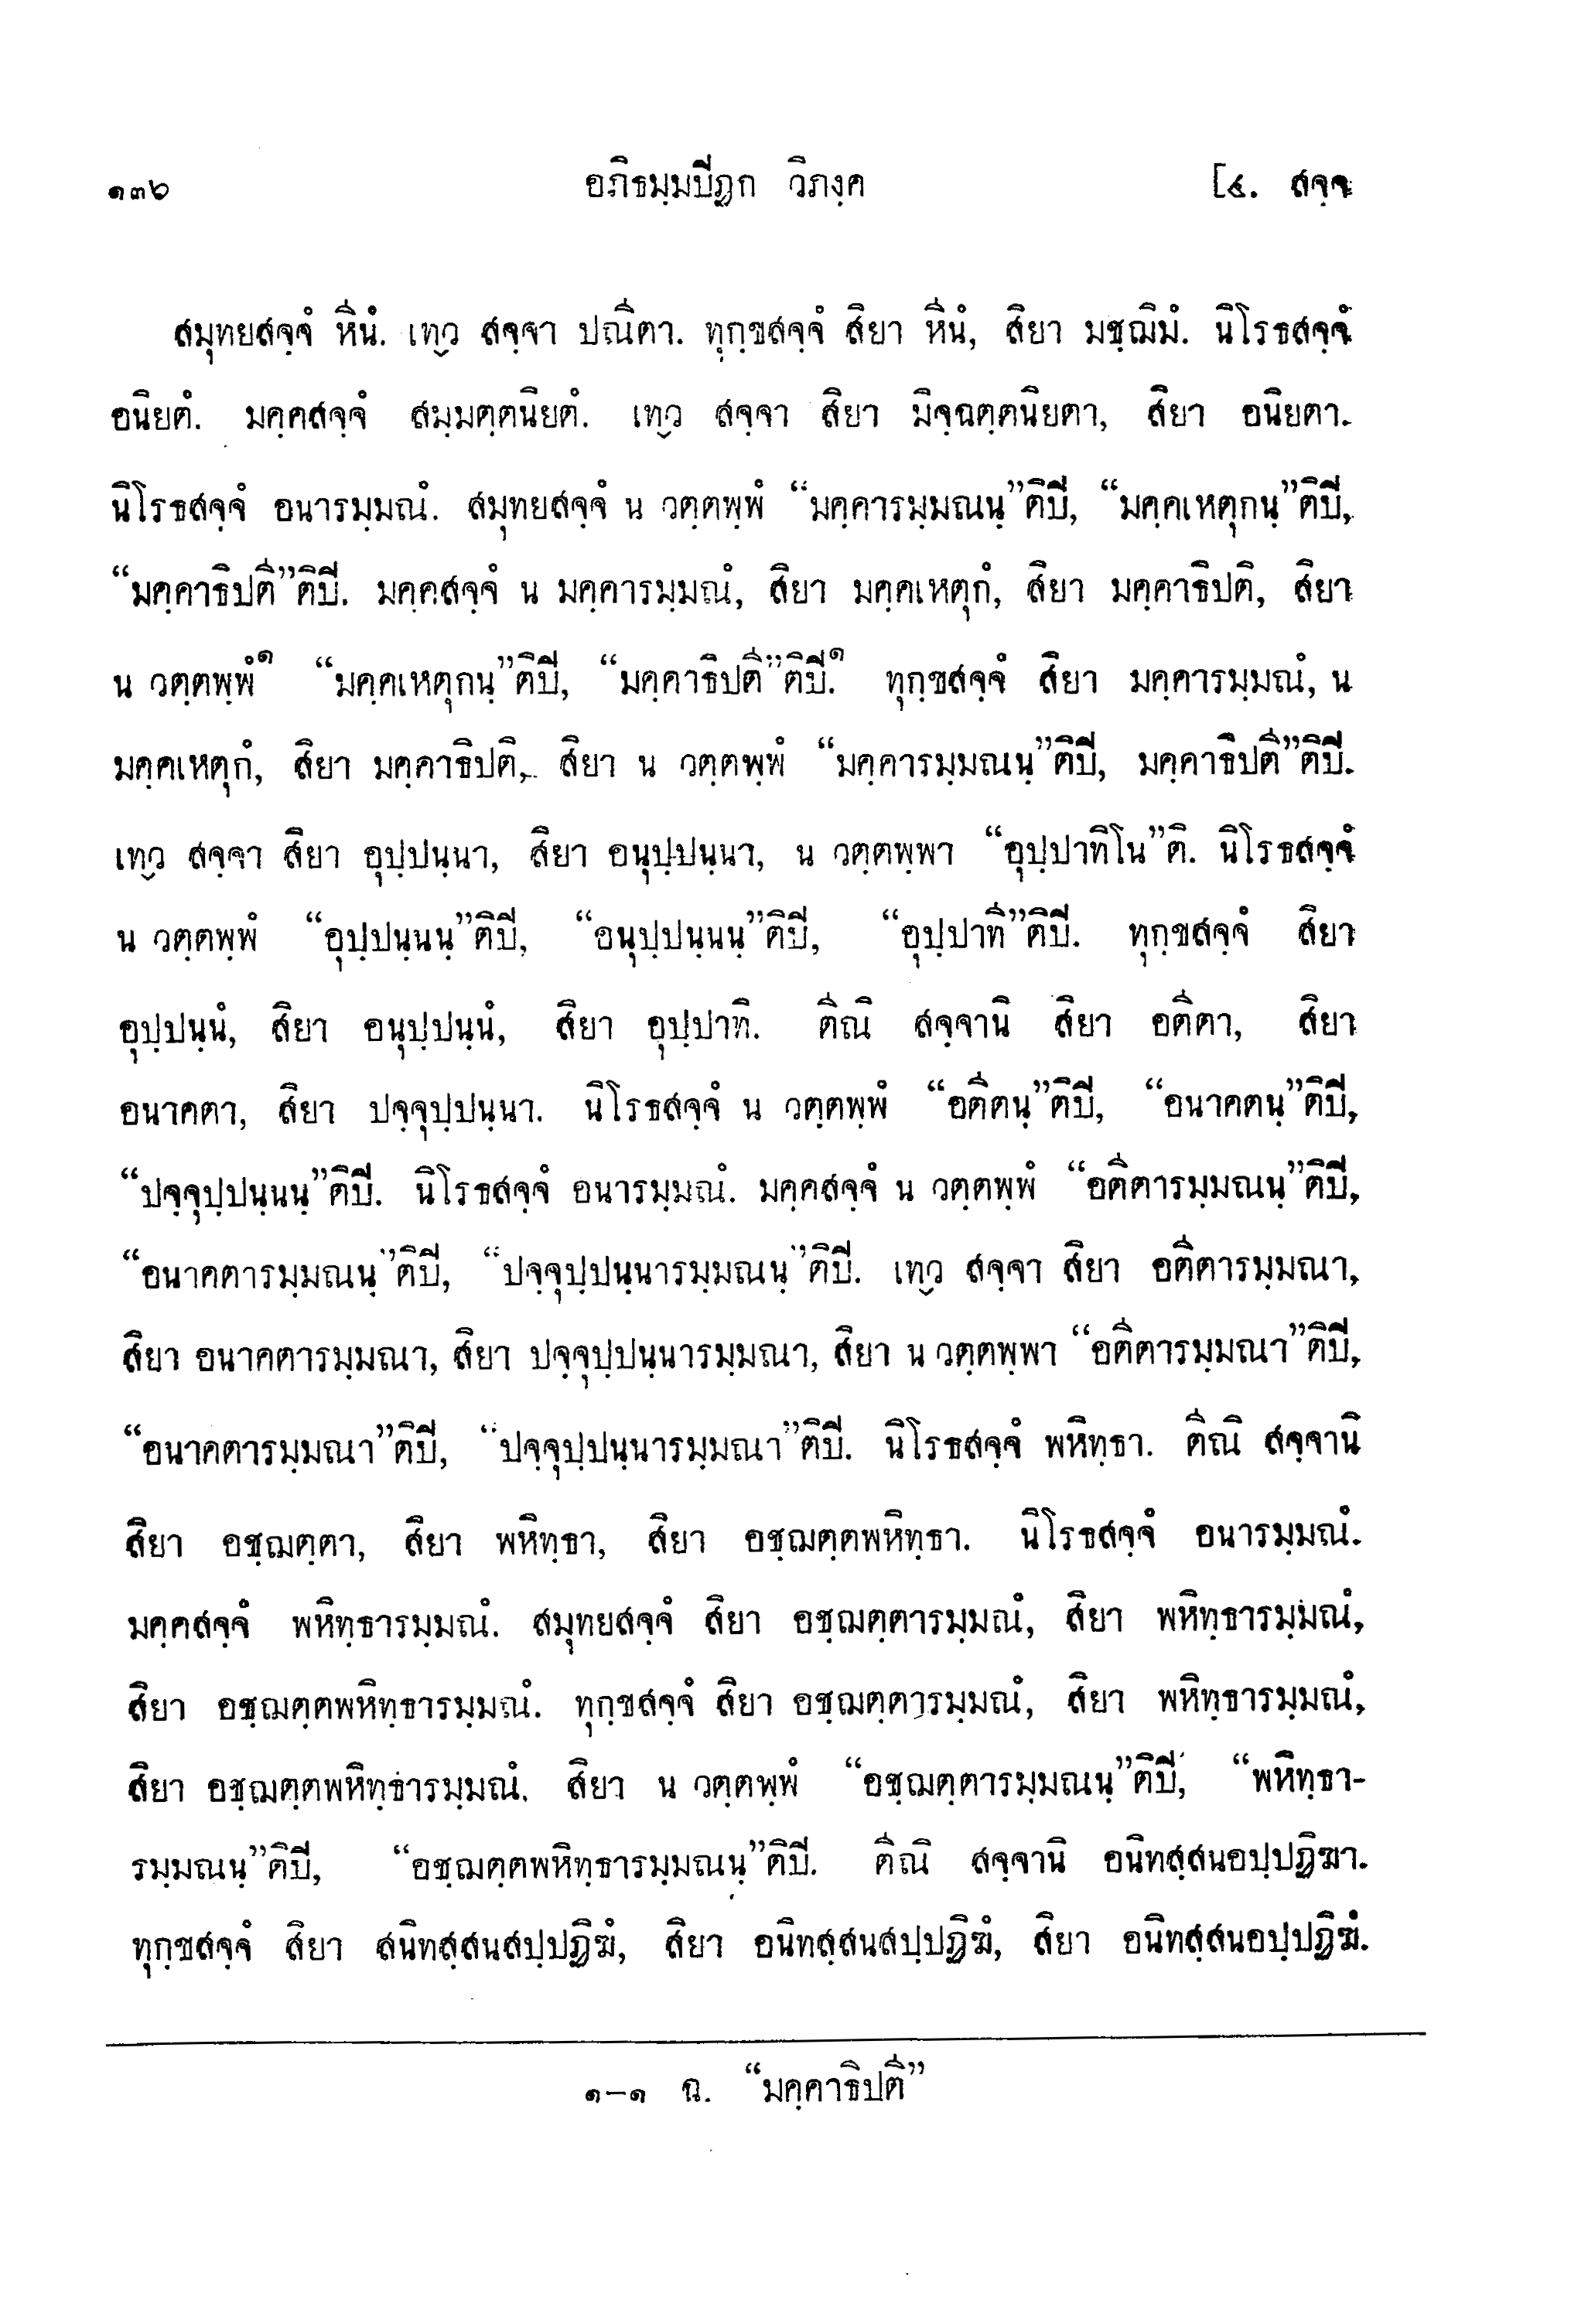 ๑๓๖ อภิธมฺมปีฏก วิภงฺค [๔. สจฺจ
สมุทยสจฺจํ หีนํ. เทฺว สจฺจา ปณีตา. ทุกฺขสจฺจํ สิยา หีนํ, สิยา มชฺฌิมํ. นิโรธสจฺจํ
อนิยตํ. มคฺคสจฺจํ สมฺมตฺตนิยตํ. เทฺว สจฺจา สิยา มิจฺฉตฺตนิยตา, สิยา อนิยตา.
นิโรธสจฺจํ อนารมฺมณํ. สมุทยสจฺจํ น วตฺตพฺพํ “มคฺคารมฺมณนฺ”ติปี, “มคฺคเหตุกนฺ”ติปี,
“มคฺคาธิปตี”ติปี. มคฺคสจฺจํ น มคฺคารมฺมณํ, สิยา มคฺคเหตุกํ, สิยา มคฺคาธิปติ, สิยา
น วตฺตพฺพํ๑ “มคฺคเหตุกนฺ”ติปี, “มคฺคาธิปตี”ติปี.๑ ทุกฺขสจฺจํ สิยา มคฺคารมฺมณํ, น
มคฺคเหตุกํ, สิยา มคฺคาธิปติ, สิยา น วตฺตพฺพํ “มคฺคารมฺมณนฺ”ติปี, มคฺคาธิปตี”ติปี.
เทฺว สจฺจา สิยา อุปฺปนฺนา, สิยา อนุปฺปนฺนา, น วตฺตพฺพา “อุปฺปาทิโน”ติ. นิโรธสจฺจํ
น วตฺตพฺพํ “อุปฺปนฺนนฺ”ติปี, “อนุปฺปนฺนนฺ”ติปี, “อุปฺปาที”ติปี. ทุกฺขสจฺจํ สิยา
อุปฺปนฺนํ, สิยา อนุปฺปนฺนํ, สิยา อุปฺปาทิ. ตีณิ สจฺจานิ สิยา อตีตา, สิยา
อนาคตา, สิยา ปจฺจุปฺปนฺนา. นิโรธสจฺจํ น วตฺตพฺพํ “อตีตนฺ”ติปี, “อนาคตนฺ”ติปี,
“ปจฺจุปฺปนฺนนฺ”ติปี. นิโรธสจฺจํ อนารมฺมณํ. มคฺคสจฺจํ น วตฺตพฺพํ “อตีตารมฺมณนฺ”ติปี,
“อนาคตารมฺมณนฺ”ติปี, “ปจฺจุปฺปนฺนารมฺมณนฺ”ติปี. เทฺว สจฺจา สิยา อตีตารมฺมณา,
สิยา อนาคตารมฺมณา, สิยา ปจฺจุปฺปนฺนารมฺมณา, สิยา น วตฺตพฺพา “อตีตารมฺมณา”ติปี,
“อนาคตารมฺมณา”ติปี, “ปจฺจุปฺปนฺนารมฺมณา”ติปี. นิโรธสจฺจํ พหิทฺธา. ตีณิ สจฺจานิ
สิยา อชฺฌตฺตา, สิยา พหิทฺธา, สิยา อชฺฌตฺตพหิทฺธา. นิโรธสจฺจํ อนารมฺมณํ.
มคฺคสจฺจํ พหิทฺธารมฺมณํ. สมุทยสจฺจํ สิยา อชฺฌตฺตารมฺมณํ, สิยา พหิทฺธารมฺมณํ,
สิยา อชฺฌตฺตพหิทฺธารมฺมณํ. ทุกฺขสจฺจํ สิยา อชฺฌตฺตารมฺมณํ, สิยา พหิทฺธารมฺมณํ,
สิยา อชฺฌตฺตพหิทฺธารมฺมณํ. สิยา น วตฺตพฺพํ “อชฺฌตฺตารมฺมณนฺ”ติปี, “พหิทฺธา-
รมฺมณนฺ”ติปี, “อชฺฌตฺตพหิทฺธารมฺมณนฺ”ติปี. ตีณิ สจฺจานิ อนิทสฺสนอปฺปฏิฆา.
ทุกฺขสจฺจํ สิยา สนิทสฺสนสปฺปฏิฆํ, สิยา อนิทสฺสนสปฺปฏิฆํ, สิยา อนิทสฺสนอปฺปฏิฆํ.
๑-๑ ฉ. “มคฺคาธิปตี”